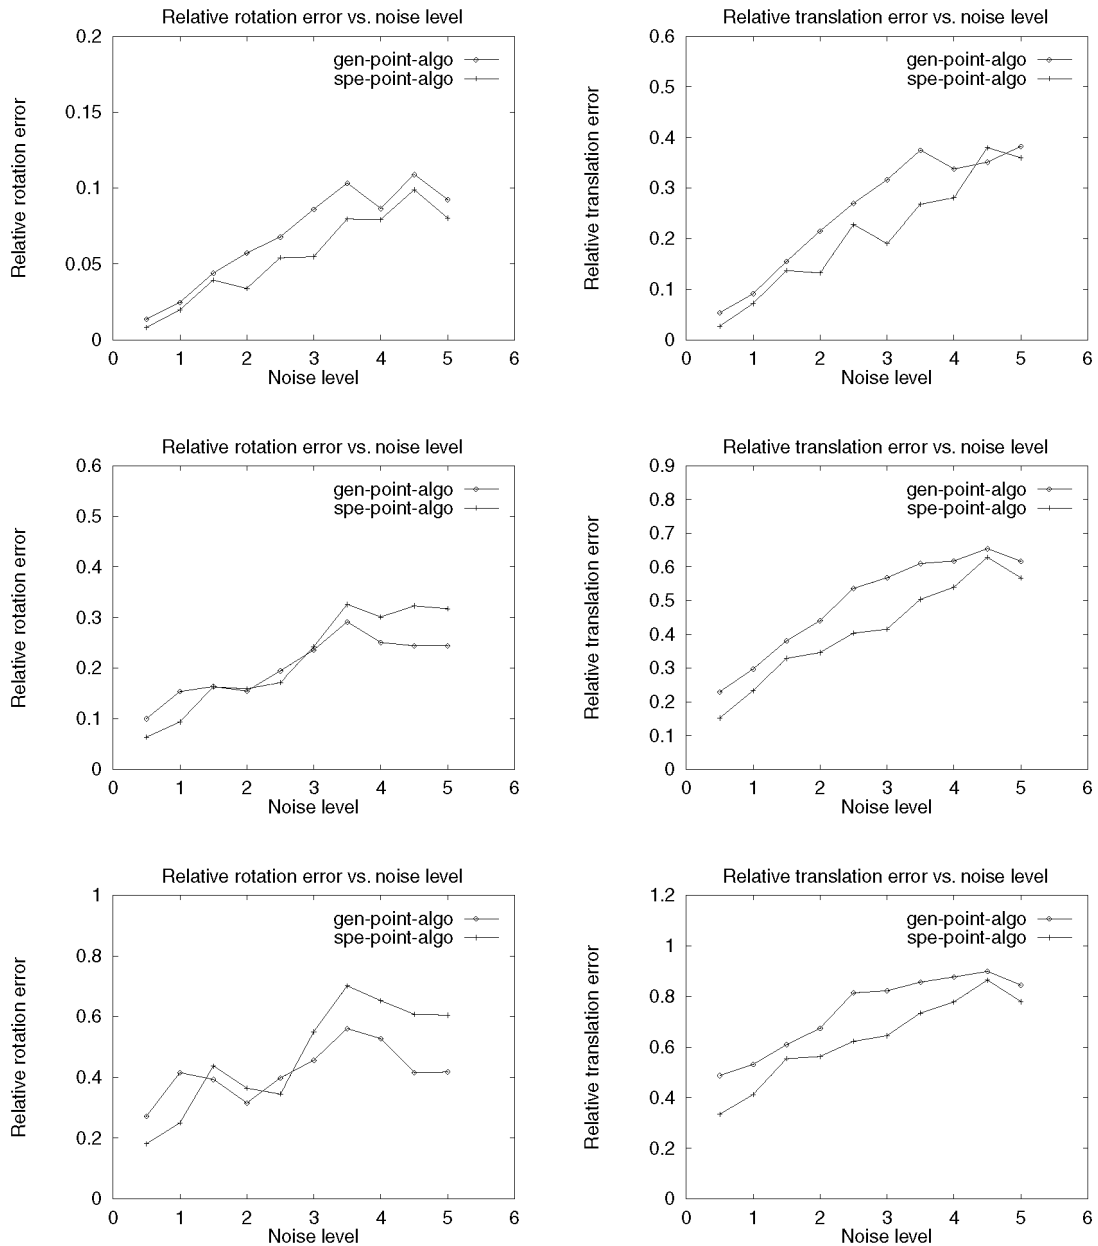 Relative rotation error vs. noise level
0.2
0.15
0.1
0.05
0
Relative rotation error
gen-point-algo
spe-point-algo
0 1 2 3 4 5 6
Noise level
Relative translation error vs. noise level
0.6
0.5
0.4
0.3
0.2
0.1
0
Relative translation error
gen-point-algo
spe-point-algo
0 1 2 3 4 5 6
Noise level
Relative rotation error vs. noise level
0.6
0.5
0.4
0.3
0.2
0.1
0
Relative rotation error
gen-point-algo
spe-point-algo
0 1 2 3 4 5 6
Noise level
Relative translation error vs. noise level
0.9
0.8
0.7
0.6
0.5
0.4
0.3
0.2
0.1
0
Relative translation error
gen-point-algo
spe-point-algo
0 1 2 3 4 5 6
Noise level
Relative rotation error vs. noise level
1
0.8
0.6
0.4
0.2
0
Relative rotation error
gen-point-algo
spe-point-algo
0 1 2 3 4 5 6
Noise level
Relative translation error vs. noise level
1.2
1
0.8
0.6
0.4
0.2
0
Relative translation error
gen-point-algo
spe-point-algo
0 1 2 3 4 5 6
Noise level